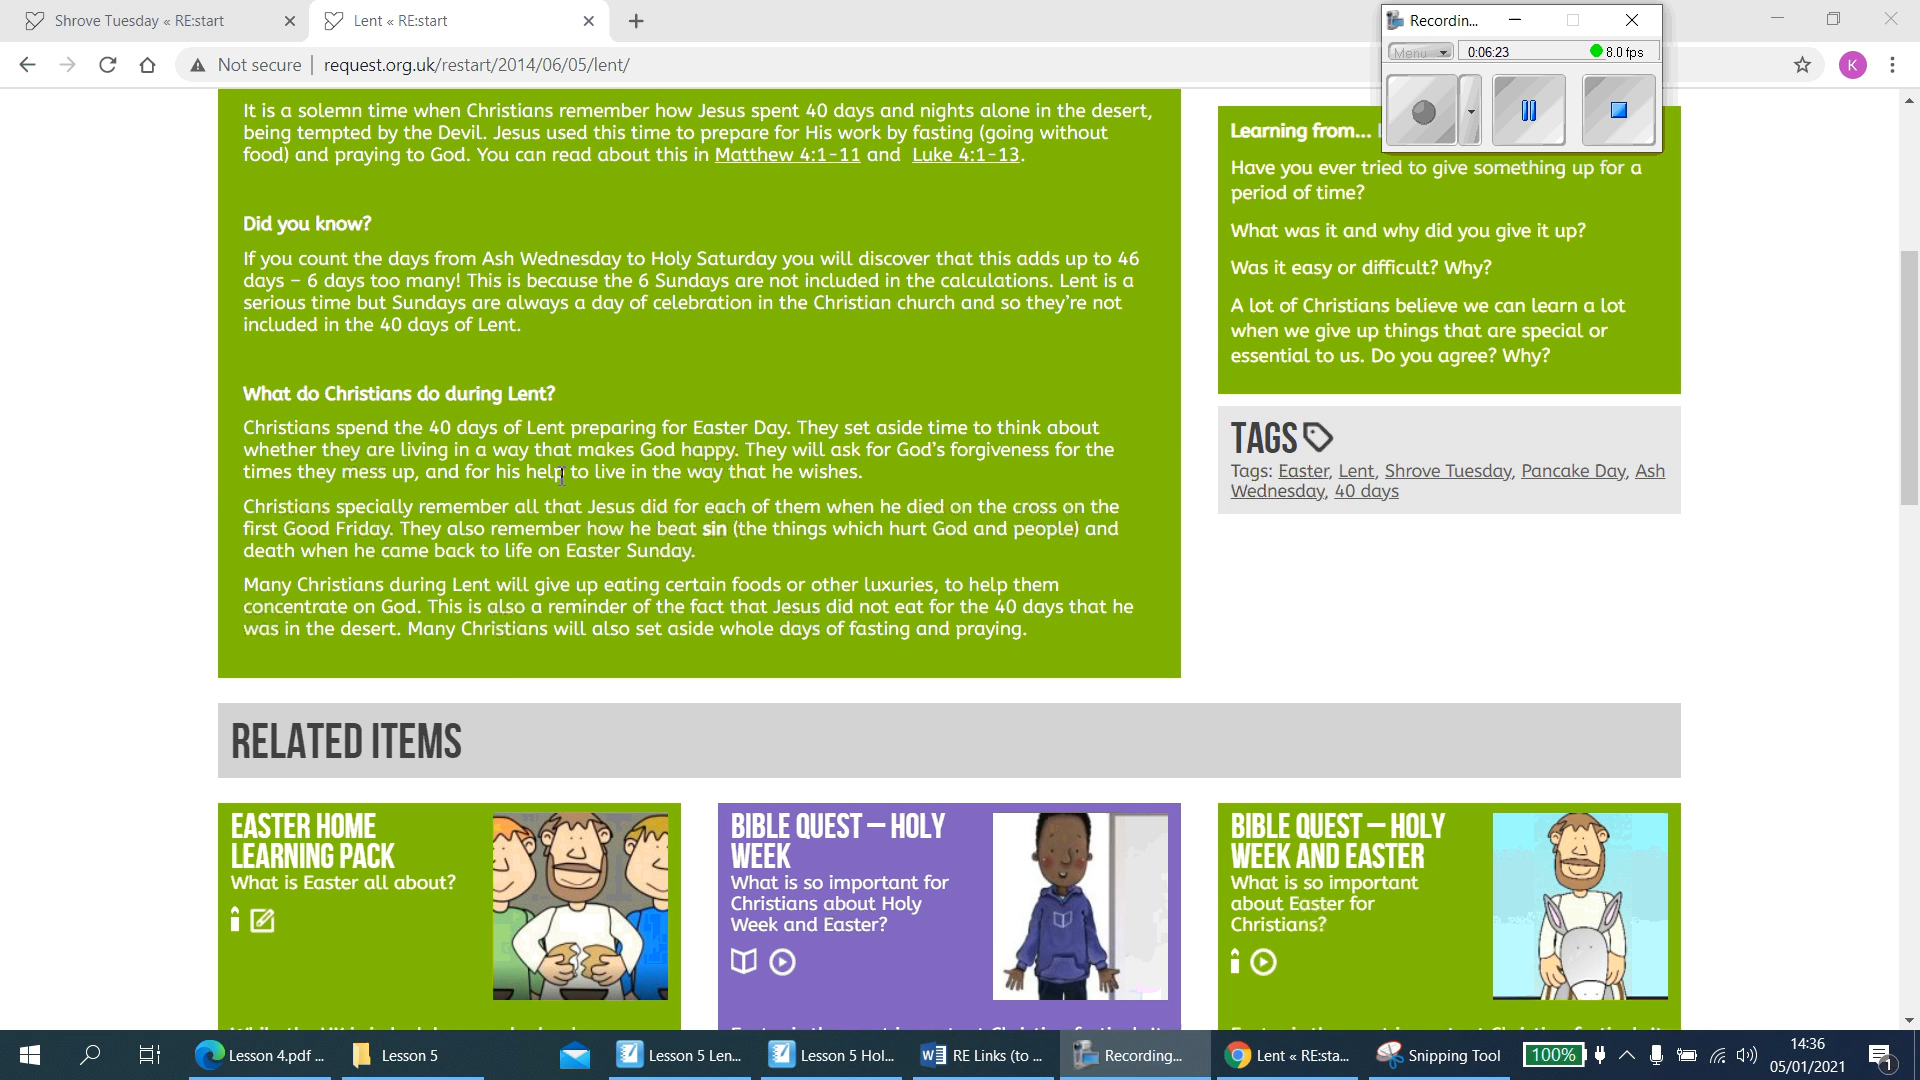 Shrove Tuesday « RE:start
Lent « RE:start
Not secure
request.org.uk/restart/2014/06/05/lent/
K
Recordin...
Menu
0:06:23
8.0 fps
It is a solemn time when Christians remember how Jesus spent 40 days and nights alone in the desert,
being tempted by the Devil. Jesus used this time to prepare for His work by fasting (going without
food) and praying to God. You can read about this in Matthew 4:1-11 and Luke 4:1-13.
Did you know?
If you count the days from Ash Wednesday to Holy Saturday you will discover that this adds up to 46
days – 6 days too many! This is because the 6 Sundays are not included in the calculations. Lent is a
serious time but Sundays are always a day of celebration in the Christian church and so they're not
included in the 40 days of Lent.
What do Christians do during Lent?
Christians spend the 40 days of Lent preparing for Easter Day. They set aside time to think about
whether they are living in a way that makes God happy. They will ask for God's forgiveness for the
times they mess up, and for his help to live in the way that he wishes.
Christians specially remember all that Jesus did for each of them when he died on the cross on the
first Good Friday. They also remember how he beat sin (the things which hurt God and people) and
death when he came back to life on Easter Sunday.
Many Christians during Lent will give up eating certain foods or other luxuries, to help them
concentrate on God. This is also a reminder of the fact that Jesus did not eat for the 40 days that he
was in the desert. Many Christians will also set aside whole days of fasting and praying.
Learning from...
Have you ever tried to give something up for a
period of time?
What was it and why did you give it up?
Was it easy or difficult? Why?
A lot of Christians believe we can learn a lot
when we give up things that are special or
essential to us. Do you agree? Why?
TAGS
Tags: Easter, Lent, Shrove Tuesday, Pancake Day, Ash
Wednesday, 40 days
RELATED ITEMS
EASTER HOME
LEARNING PACK
What is Easter all about?
BIBLE QUEST – HOLY
WEEK
What is so important for
Christians about Holy
Week and Easter?
BIBLE QUEST – HOLY
WEEK AND EASTER
What is so important
about Easter for
Christians?
Lesson 4.pdf ...
Lesson 5
Lesson 5 Len...
Lesson 5 Hol...
RE Links (to ...
Recording...
Lent « RE:sta...
Snipping Tool
100%
14:36
05/01/2021
1